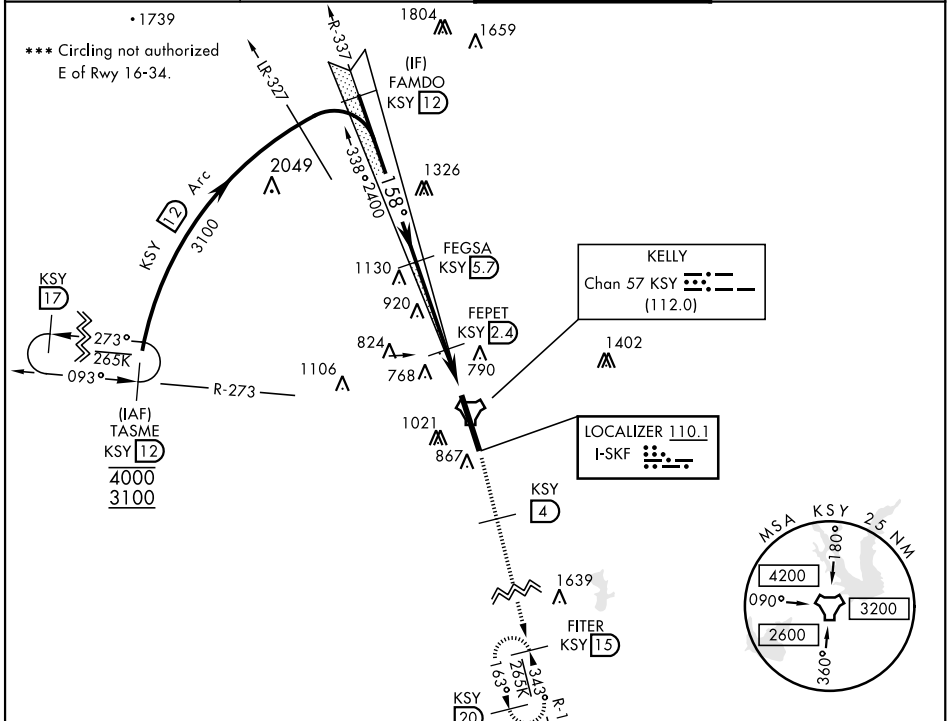 1739
*** Circling not authorized
E of Rwy 16-34.
1804
1659
R-337
LR-327
(IF)
FAMDO
KSY 12
2049
1326
338° 2400
158°
KSY 12 Arc
3100
FEGSA
KSY 5.7
1130
920
FEPET
KSY 2.4
824
768
790
1106
KELLY
Chan 57 KSY
(112.0)
1402
KSY
17
273°
265K
093°
R-273
(IAF)
TASME
KSY 12
4000
3100
1021
867
LOCALIZER 110.1
I-SKF
KSY
4
1639
FITER
KSY 15
163°
265K
343°
KSY
20
MSA KSY 25 NM
180°
4200
090°
3200
2600
360°